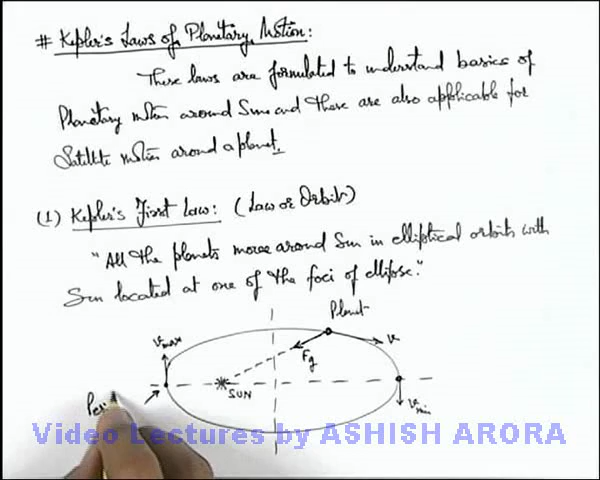 # Kepler's Laws of Planetary Motion:
These laws are formulated to understand basics of
Planetary motion around Sun and these are also applicable for
Satellite motion around a planet.
(1) Kepler's First Law: (Law of Orbit)
"All the planets move around Sun in elliptical orbits with
Sun located at one of the foci of ellipse."
Planet
vmax
v
Fg
SUN
vmin
Per
Video Lectures by ASHISH ARORA